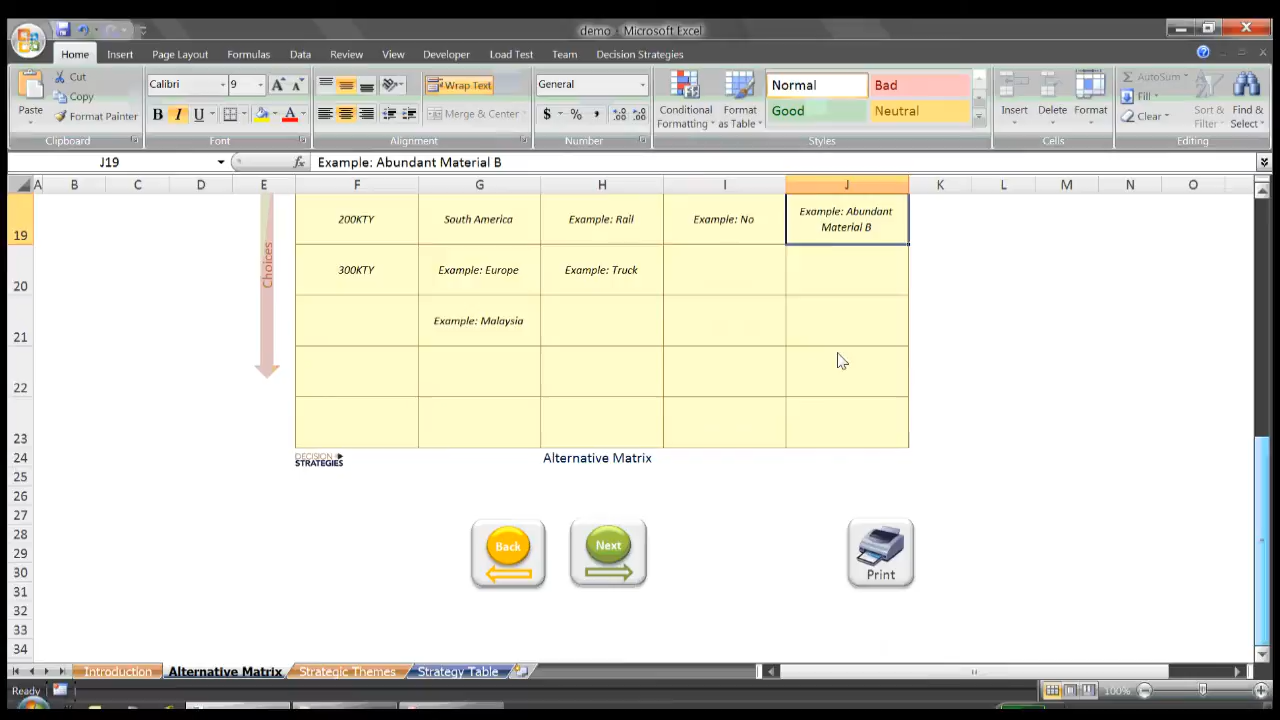 demo - Microsoft Excel
Home Insert Page Layout Formulas Data Review View Developer Load Test Team Decision Strategies
Paste
Cut
Copy
Format Painter
Clipboard
Calibri 9
A A
B I U A
Font
Wrap Text
Merge & Center
Alignment
General
$ % ,
Number
Conditional Formatting
Format as Table
Normal Bad
Good Neutral
Styles
Insert Delete Format
Cells
AutoSum
Fill
Clear
Sort & Filter
Find & Select
Editing
J19 fx Example: Abundant Material B
A B C D E F G H I J K L M N O
Choices
19 200KTY South America Example: Rail Example: No Example: Abundant
Material B
20 300KTY Example: Europe Example: Truck
21 Example: Malaysia
22
23
24 DECISION STRATEGIES Alternative Matrix
25
26
27
28
29
30
31
32
33
34
Back Next Print
Introduction Alternative Matrix Strategic Themes Strategy Table
Ready 100%